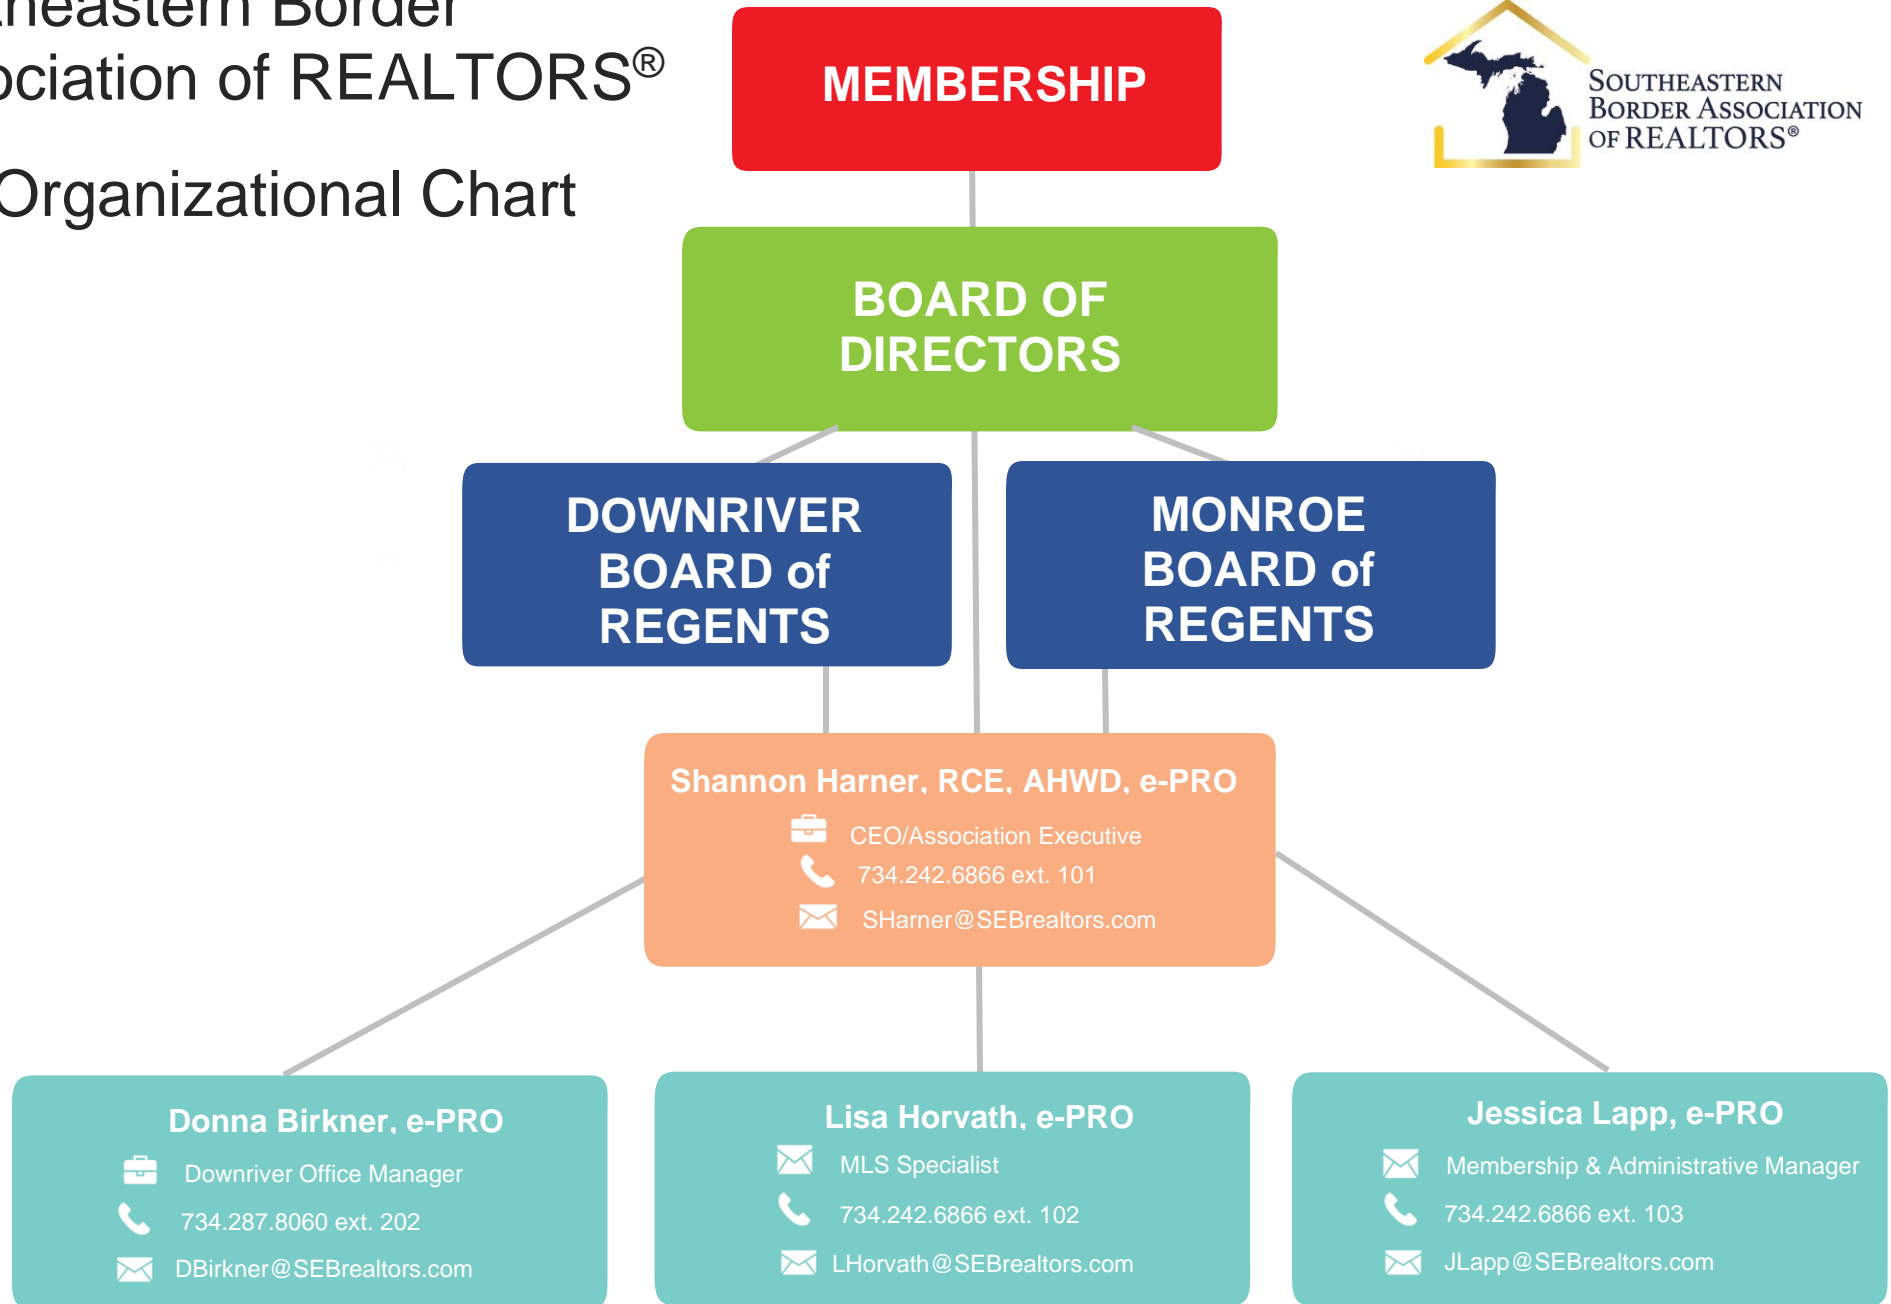 theastern Border
ociation of REALTORS®
Organizational Chart
MEMBERSHIP
SOUTHEASTERN
BORDER ASSOCIATION
OF REALTORS®
BOARD OF
DIRECTORS
DOWNRIVER
BOARD of
REGENTS
MONROE
BOARD of
REGENTS
Shannon Harner, RCE, AHWD, e-PRO
CEO/Association Executive
734.242.6866 ext. 101
SHarner@SEBrealtors.com
Donna Birkner, e-PRO
Downriver Office Manager
734.287.8060 ext. 202
DBirkner@SEBrealtors.com
Lisa Horvath, e-PRO
MLS Specialist
734.242.6866 ext. 102
LHorvath@SEBrealtors.com
Jessica Lapp, e-PRO
Membership & Administrative Manager
734.242.6866 ext. 103
JLapp@SEBrealtors.com